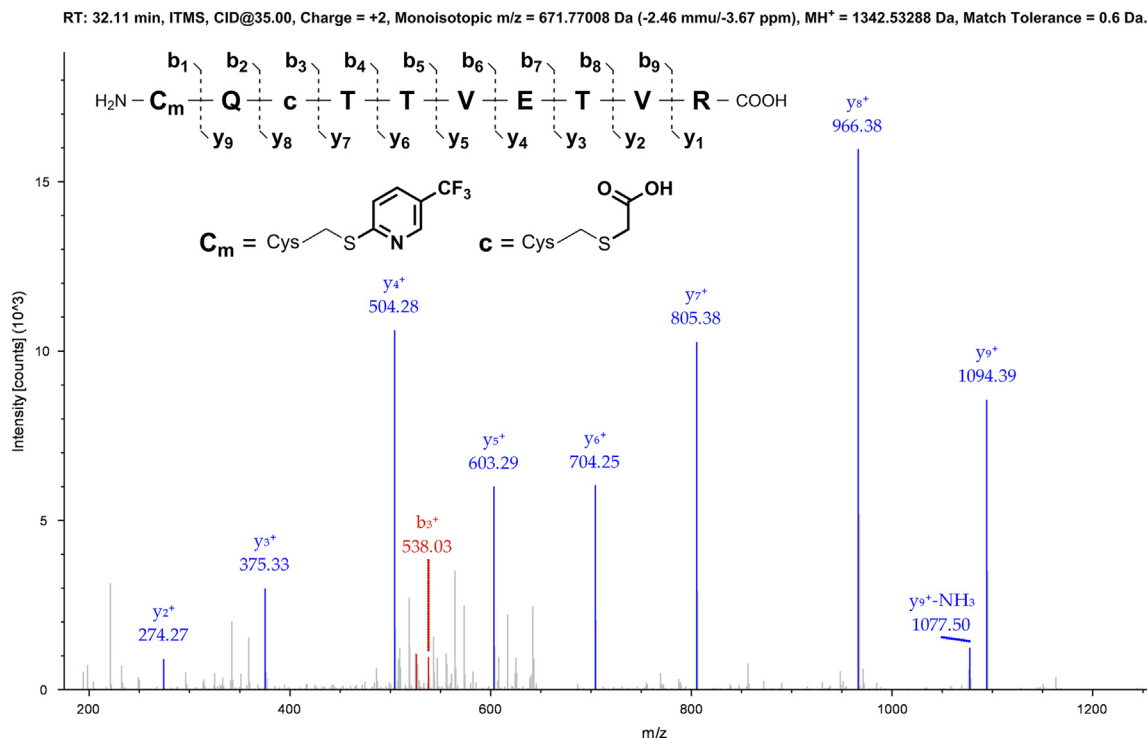 RT: 32.11 min, ITMS, CID@35.00, Charge = +2, Monoisotopic m/z = 671.77008 Da (-2.46 mmu/-3.67 ppm), MH⁺ = 1342.53288 Da, Match Tolerance = 0.6 Da.
b₁ b₂ b₃ b₄ b₅ b₆ b₇ b₈ b₉
H₂N Cₘ Q c T T V E T V R COOH
y₉ y₈ y₇ y₆ y₅ y₄ y₃ y₂ y₁
Cₘ = Cys S N CF₃
c = Cys S O OH
y₈⁺
966.38
y₄⁺
504.28
y₇⁺
805.38
y₉⁺
1094.39
y₅⁺
603.29
y₆⁺
704.25
b₃⁺
538.03
y₃⁺
375.33
y₂⁺
274.27
y₉⁺-NH₃
1077.50
Intensity [counts] (10^3)
15
10
5
0
200 400 600 800 1000 1200
m/z